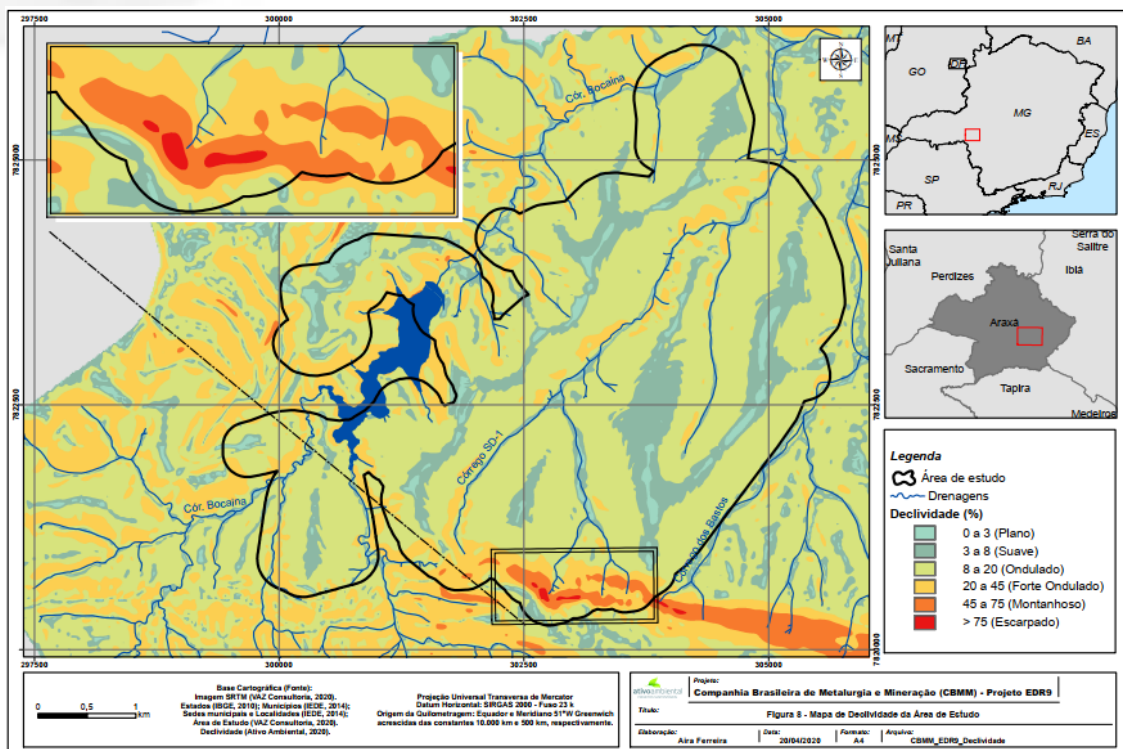 297500
300000
302500
305000
7825000
7825000
Cór. Bocaina
7822500
7822500
Córrego SD-1
Cór. Bocaina
Córrego dos Bastos
7820000
297500
300000
302500
305000
BA
GO
DF
MG
ES
SP
RJ
PR
Santa
Juliana
Serra do
Salitre
Perdizes
Ibiá
Araxá
Sacramento
Tapira
Medeiros
Legenda
Área de estudo
Drenagens
Declividade (%)
0 a 3 (Plano)
3 a 8 (Suave)
8 a 20 (Ondulado)
20 a 45 (Forte Ondulado)
45 a 75 (Montanhoso)
> 75 (Escarpado)
0 0,5 1
km
Base Cartográfica (Fonte):
Imagem SRTM (VAZ Consultoria, 2020).
Estados (IBGE, 2010); Municípios (IEDE, 2014);
Sedes municipais e Localidades (IEDE, 2014);
Área de Estudo (VAZ Consultoria, 2020).
Declividade (Ativo Ambiental, 2020).
Projeção Universal Transversa de Mercator
Datum Horizontal: SIRGAS 2000 - Fuso 23 k
Origem da Quilometragem: Equador e Meridiano 51°W Greenwich
acrescidas das constantes 10.000 km e 500 km, respectivamente.
ativoambiental
Projeto:
Companhia Brasileira de Metalurgia e Mineração (CBMM) - Projeto EDR9
Título:
Figura 8 - Mapa de Declividade da Área de Estudo
Elaboração:
Aira Ferreira
Data:
20/04/2020
Formato:
A4
Arquivo:
CBMM_EDR9_Declividade